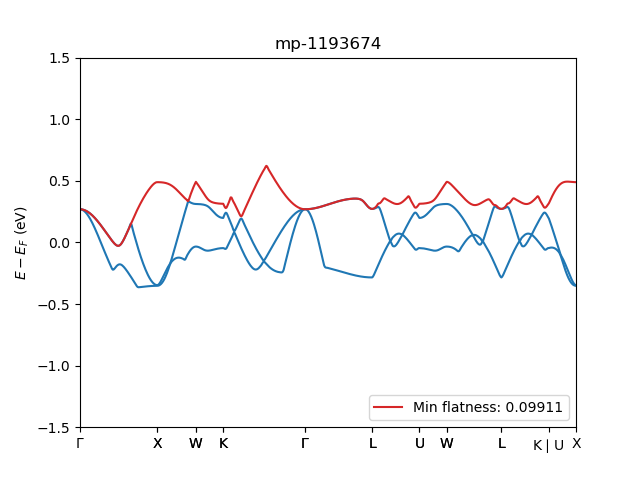 mp-1193674
1.5
1.0
0.5
0.0
−0.5
−1.0
−1.5
E − E_F (eV)
Min flatness: 0.09911
Γ X W K Γ L U W L K | U X